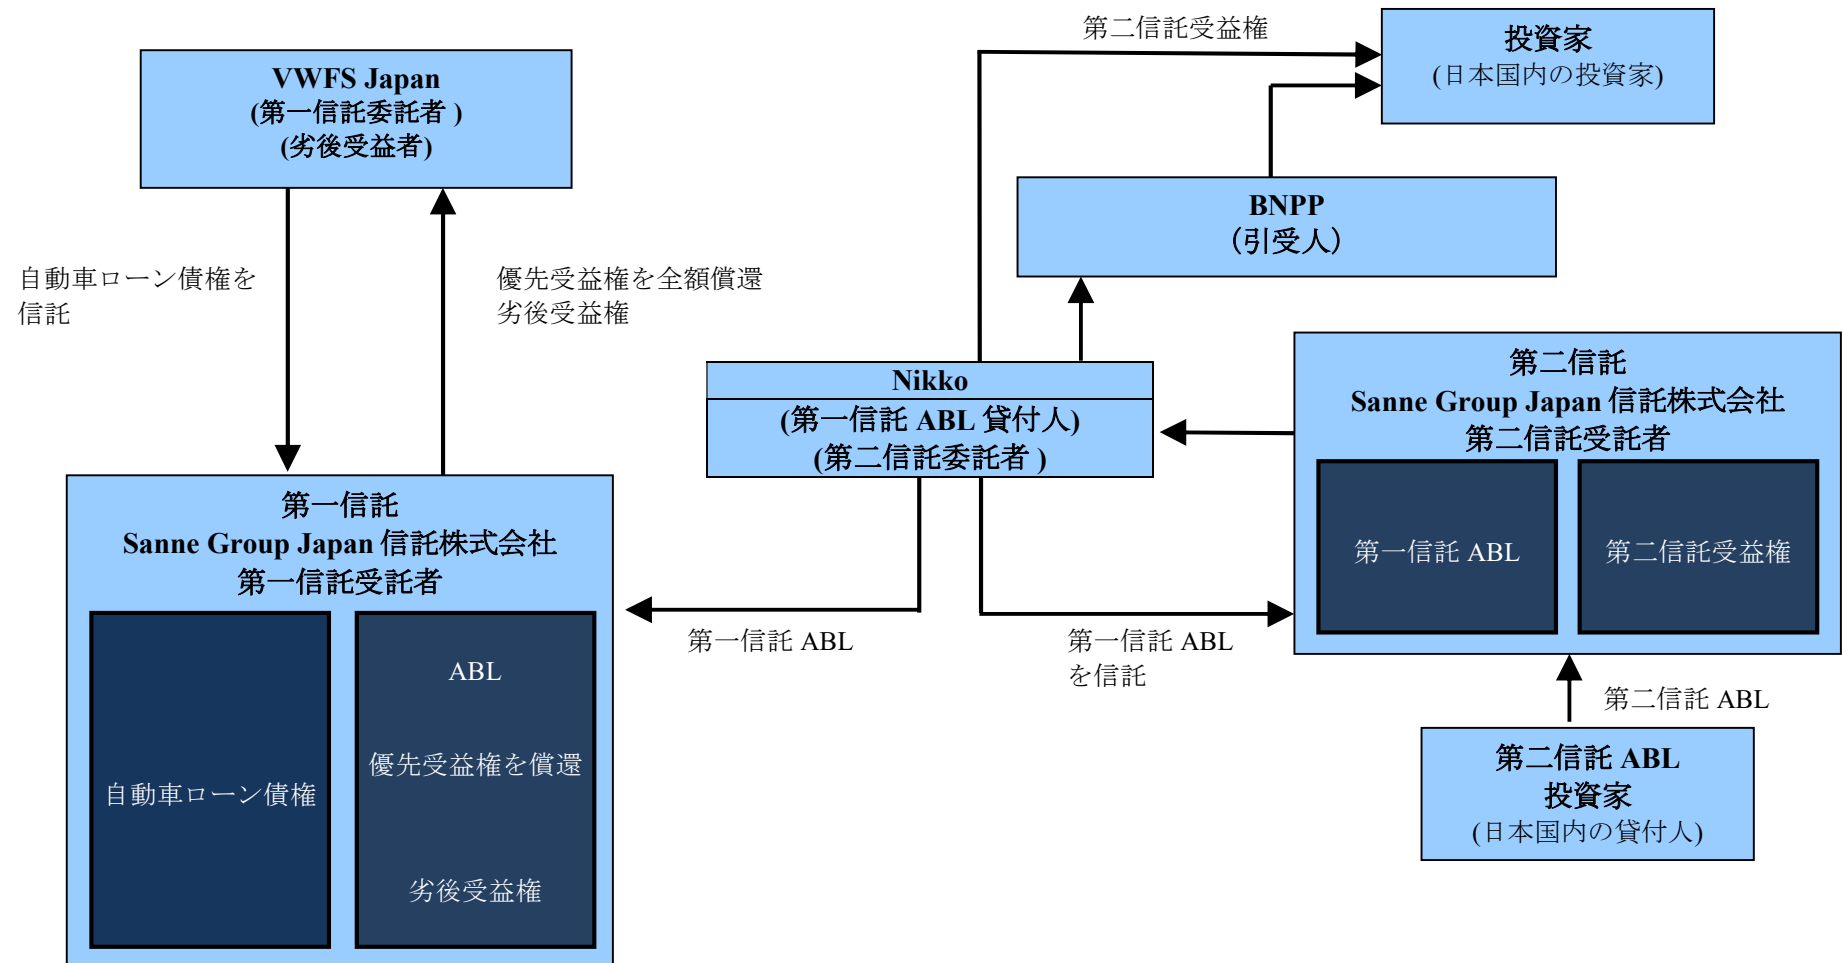 VWFS Japan
(第一信託委託者 )
(劣後受益者)
第二信託受益権
投資家
(日本国内の投資家)
BNPP
（引受人）
自動車ローン債権を
信託
優先受益権を全額償還
劣後受益権
Nikko
(第一信託 ABL 貸付人)
(第二信託委託者 )
第二信託
Sanne Group Japan 信託株式会社
第二信託受託者
第一信託 ABL
第二信託受益権
第一信託
Sanne Group Japan 信託株式会社
第一信託受託者
自動車ローン債権
ABL
優先受益権を償還
劣後受益権
第一信託 ABL
第一信託 ABL
を信託
第二信託 ABL
第二信託 ABL
投資家
(日本国内の貸付人)